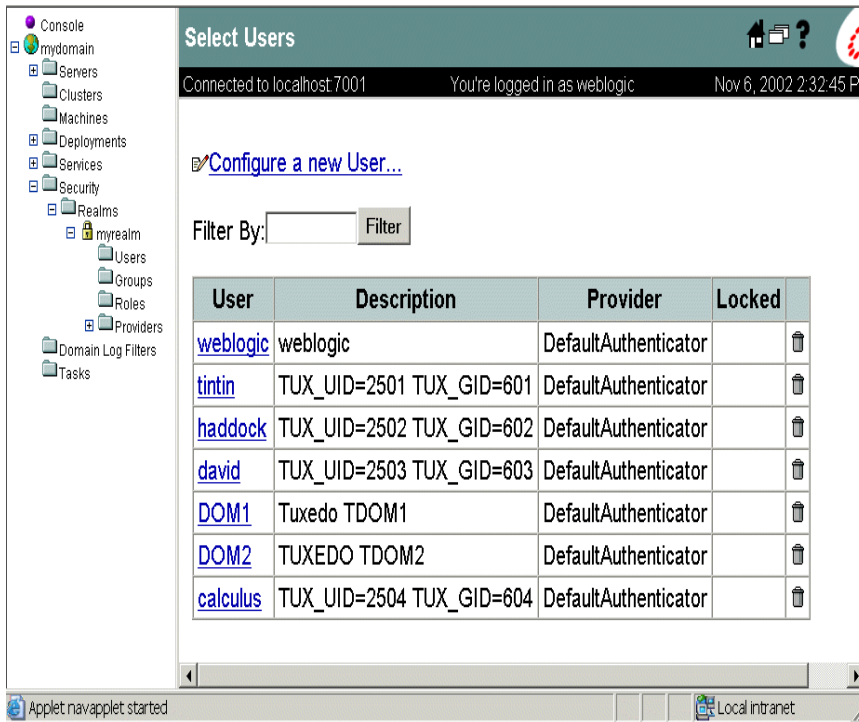 Console
mydomain
Servers
Clusters
Machines
Deployments
Services
Security
Realms
myrealm
Users
Groups
Roles
Providers
Domain Log Filters
Tasks
Select Users
?
Connected to localhost:7001 You're logged in as weblogic Nov 6, 2002 2:32:45 P
Configure a new User...
Filter By: Filter
User Description Provider Locked
weblogic weblogic DefaultAuthenticator
tintin TUX_UID=2501 TUX_GID=601 DefaultAuthenticator
haddock TUX_UID=2502 TUX_GID=602 DefaultAuthenticator
david TUX_UID=2503 TUX_GID=603 DefaultAuthenticator
DOM1 Tuxedo TDOM1 DefaultAuthenticator
DOM2 TUXEDO TDOM2 DefaultAuthenticator
calculus TUX_UID=2504 TUX_GID=604 DefaultAuthenticator
Applet navapplet started Local intranet